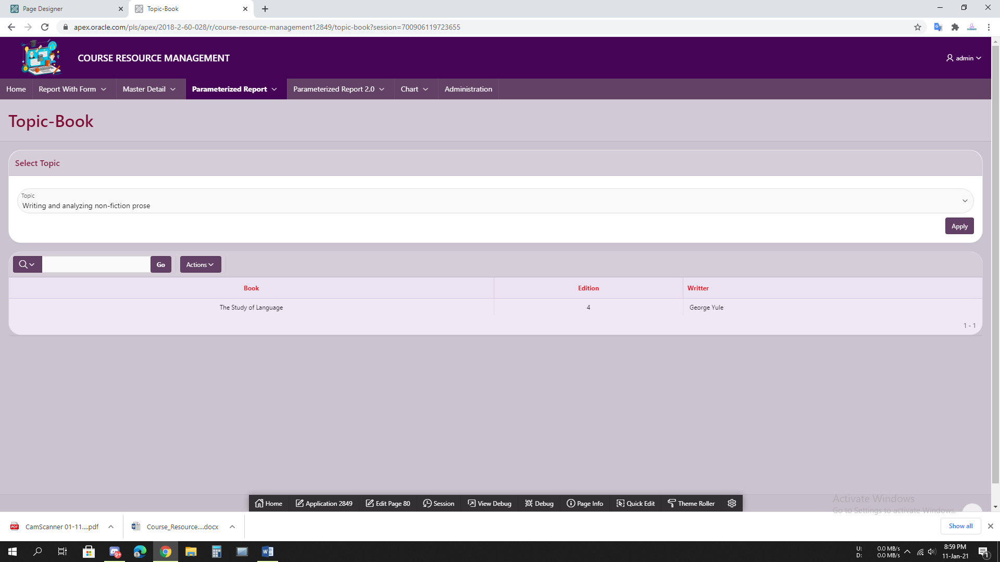 Page Designer
Topic-Book
apex.oracle.com/pls/apex/2018-2-60-028/r/course-resource-management12849/topic-book?session=700906119723655
COURSE RESOURCE MANAGEMENT
admin
Home Report With Form Master Detail Parameterized Report Parameterized Report 2.0 Chart Administration
Topic-Book
Select Topic
Topic
Writing and analyzing non-fiction prose
Apply
Go Actions
Book Edition Writter
The Study of Language 4 George Yule
1 - 1
Home Application 2849 Edit Page 80 Session View Debug Debug Page Info Quick Edit Theme Roller
Activate Windows
Go to Settings to activate Windows.
CamScanner 01-11....pdf Course_Resource....docx Show all
U: 0.0 MB/s
D: 0.0 MB/s
8:59 PM
11-Jan-21
9+
1